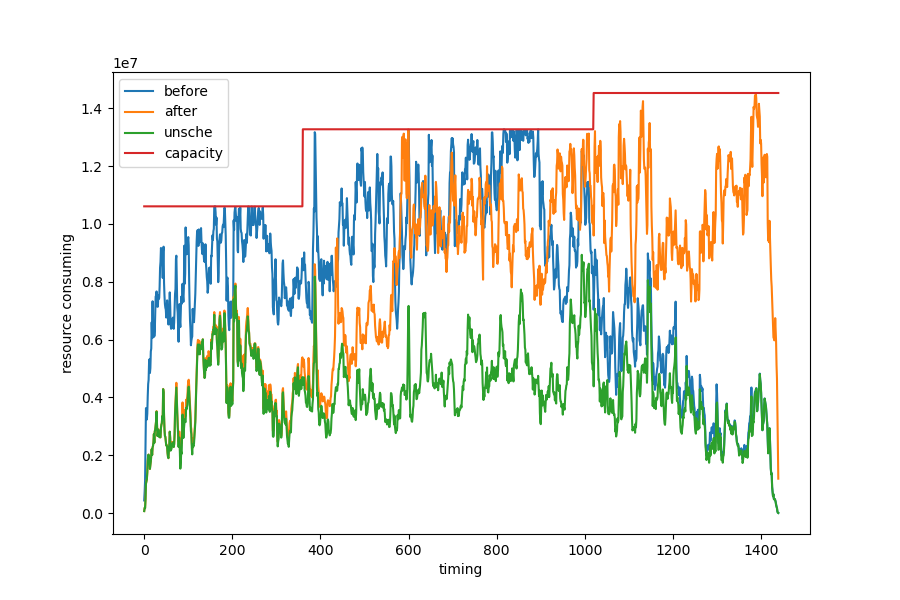 1e7
before
after
unsche
capacity
1.4
1.2
1.0
0.8
0.6
0.4
0.2
0.0
resource consuming
0 200 400 600 800 1000 1200 1400
timing